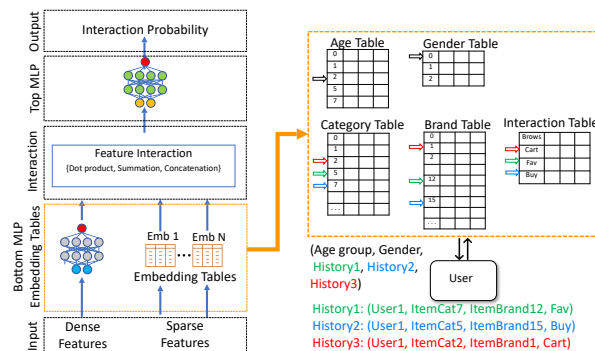 Output
Interaction Probability
Top MLP
Interaction
Feature Interaction
{Dot product, Summation, Concatenation}
Bottom MLP
Embedding Tables
Emb 1
Emb N
...
Embedding Tables
Input
Dense
Features
Sparse
Features
Age Table
0
1
2
5
7
Gender Table
0
2
Category Table
0
1
2
5
7
...
Brand Table
0
1
2
12
15
...
Interaction Table
Brows
Cart
Fav
Buy
(Age group, Gender,
History1, History2,
History3)
User
History1: (User1, ItemCat7, ItemBrand12, Fav)
History2: (User1, ItemCat5, ItemBrand15, Buy)
History3: (User1, ItemCat2, ItemBrand1, Cart)